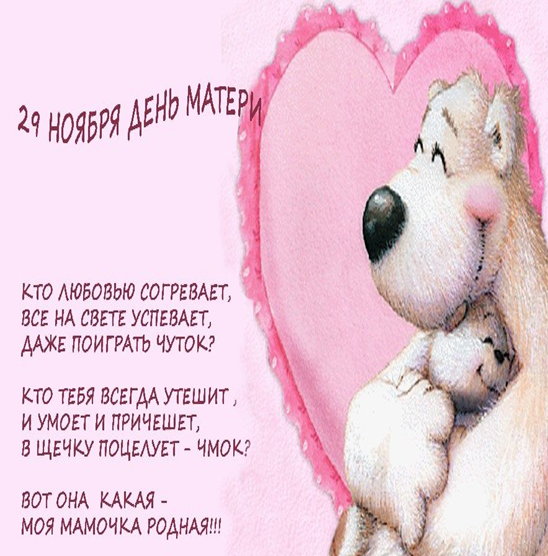 29 НОЯБРЯ ДЕНЬ МАТЕРИ
КТО ЛЮБОВЬЮ СОГРЕВАЕТ,
ВСЕ НА СВЕТЕ УСПЕВАЕТ,
ДАЖЕ ПОИГРАТЬ ЧУТОК?
КТО ТЕБЯ ВСЕГДА УТЕШИТ ,
И УМОЕТ И ПРИЧЕШЕТ,
В ЩЕЧКУ ПОЦЕЛУЕТ - ЧМОК?
ВОТ ОНА КАКАЯ -
МОЯ МАМОЧКА РОДНАЯ!!!